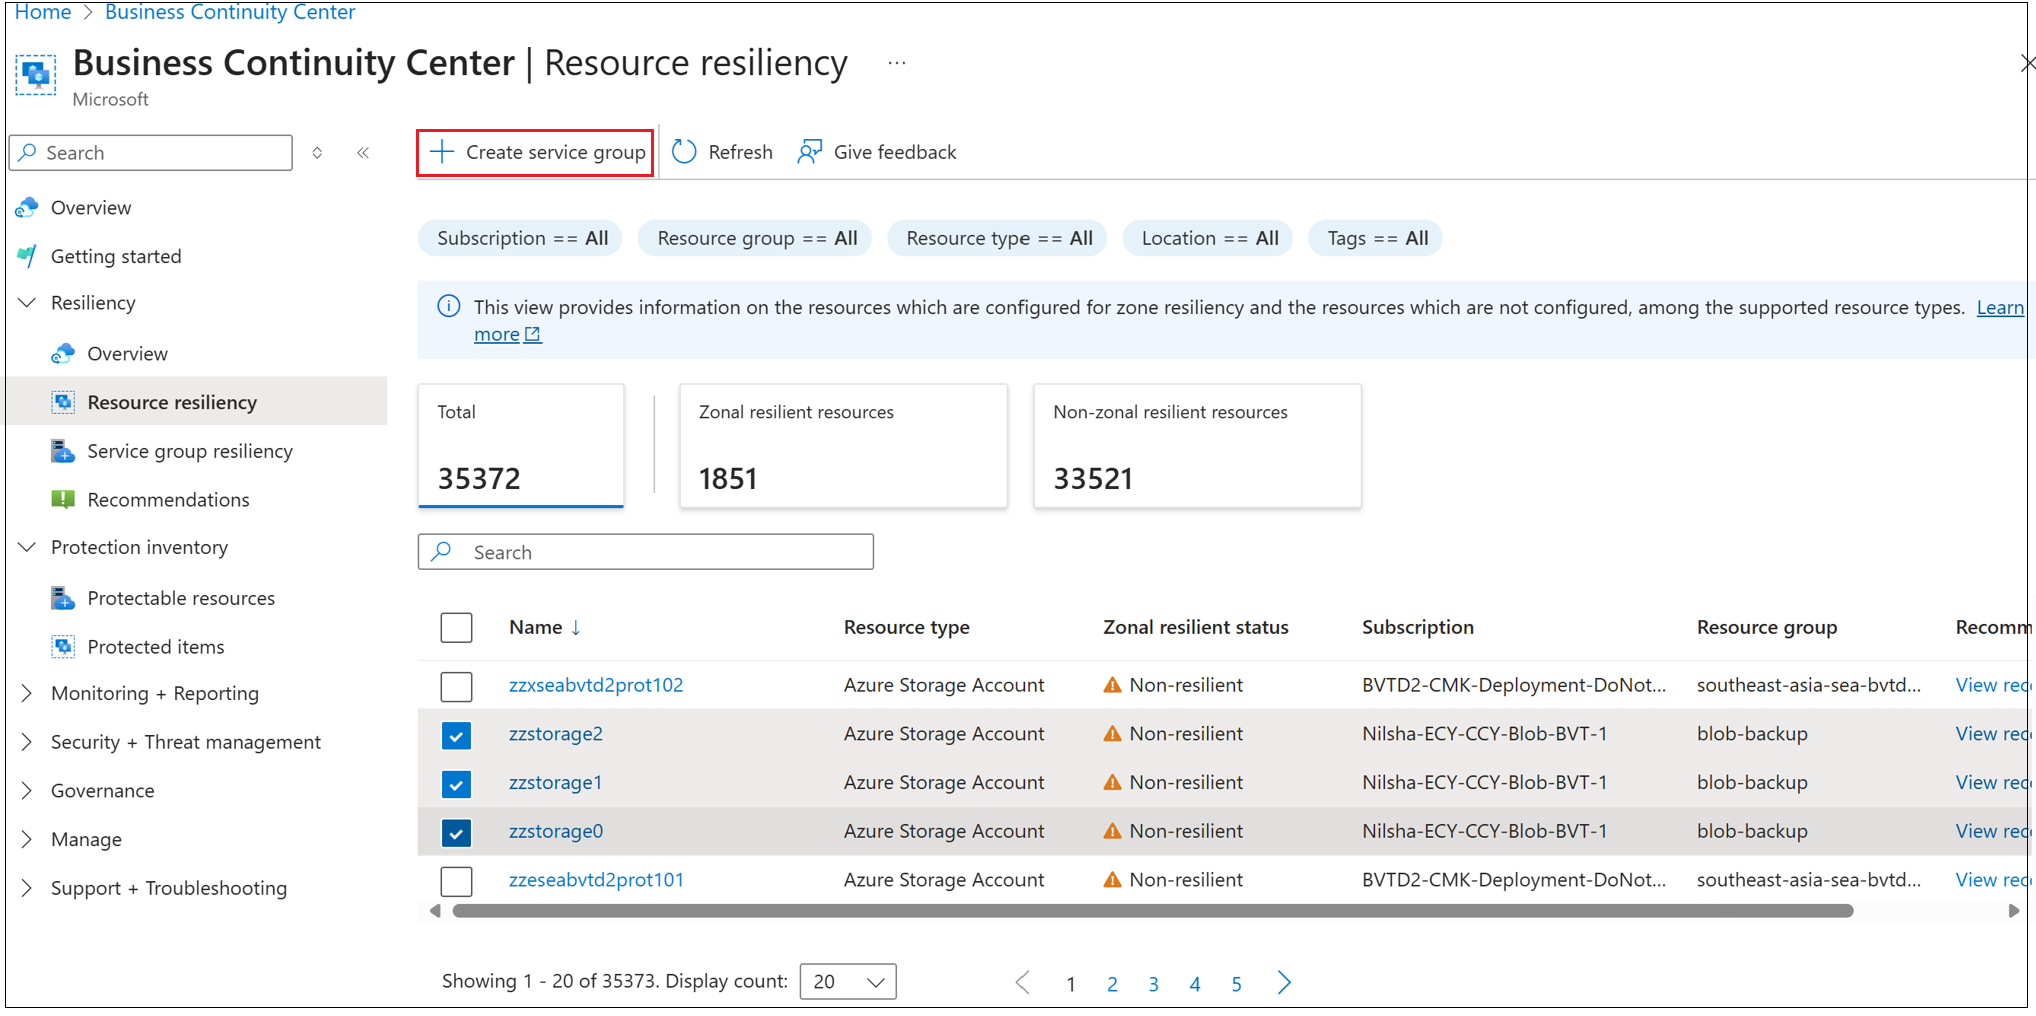 Home > Business Continuity Center
Business Continuity Center | Resource resiliency ...
Microsoft
Search
Create service group
Refresh
Give feedback
Overview
Getting started
Resiliency
Overview
Resource resiliency
Service group resiliency
Recommendations
Protection inventory
Protectable resources
Protected items
Monitoring + Reporting
Security + Threat management
Governance
Manage
Support + Troubleshooting
Subscription == All
Resource group == All
Resource type == All
Location == All
Tags == All
This view provides information on the resources which are configured for zone resiliency and the resources which are not configured, among the supported resource types. Learn
more
Total
35372
Zonal resilient resources
1851
Non-zonal resilient resources
33521
Search
Name ↓ Resource type Zonal resilient status Subscription Resource group Recomm
zzxseabvtd2prot102 Azure Storage Account Non-resilient BVTD2-CMK-Deployment-DoNot... southeast-asia-sea-bvtd... View rec
zzstorage2 Azure Storage Account Non-resilient Nilsha-ECY-CCY-Blob-BVT-1 blob-backup View rec
zzstorage1 Azure Storage Account Non-resilient Nilsha-ECY-CCY-Blob-BVT-1 blob-backup View rec
zzstorage0 Azure Storage Account Non-resilient Nilsha-ECY-CCY-Blob-BVT-1 blob-backup View rec
zzeseabvtd2prot101 Azure Storage Account Non-resilient BVTD2-CMK-Deployment-DoNot... southeast-asia-sea-bvtd... View rec
Showing 1 - 20 of 35373. Display count: 20
1 2 3 4 5